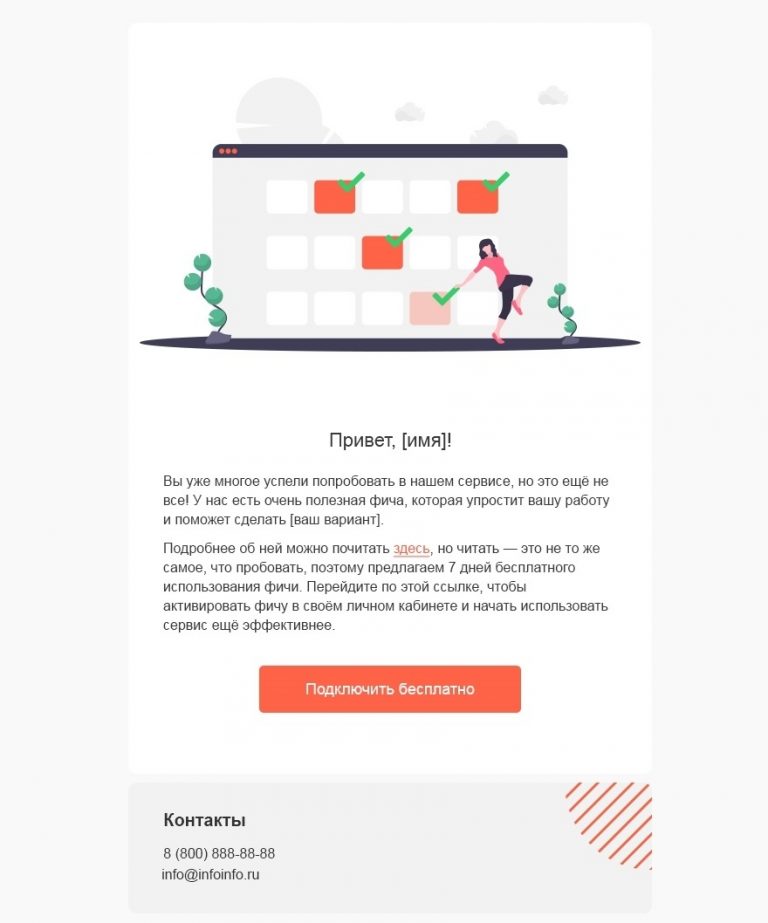 Привет, [имя]!
Вы уже многое успели попробовать в нашем сервисе, но это ещё не
все! У нас есть очень полезная фича, которая упростит вашу работу
и поможет сделать [ваш вариант].
Подробнее об ней можно почитать здесь, но читать — это не то же
самое, что пробовать, поэтому предлагаем 7 дней бесплатного
использования фичи. Перейдите по этой ссылке, чтобы
активировать фичу в своём личном кабинете и начать использовать
сервис ещё эффективнее.
Подключить бесплатно
Контакты
8 (800) 888-88-88
info@infoinfo.ru